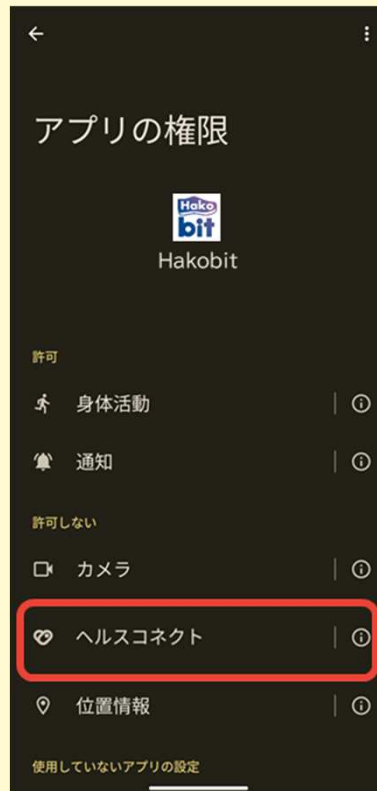 アプリの権限
Hako
bit
Hakobit
許可
身体活動
通知
許可しない
カメラ
ヘルスコネクト
位置情報
使用していないアプリの設定